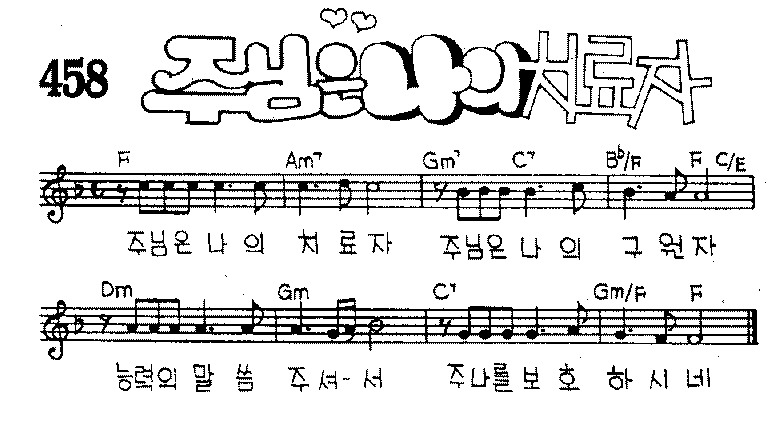 458 주님은 나의 치료자
F Am7 Gm7 C7 Bb/F F C/E
주님은 나 의 치 료 자 주님은 나 의 구 원 자
Dm Gm C7 Gm/F F
능력의 말 씀 주 셔 - 서 주나를 보 호 하 시 네